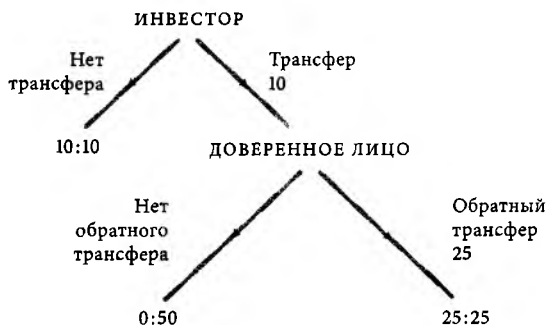 ИНВЕСТОР
Нет
трансфера
Трансфер
10
10:10
ДОВЕРЕННОЕ ЛИЦО
Нет
обратного
трансфера
Обратный
трансфер
25
0:50
25:25